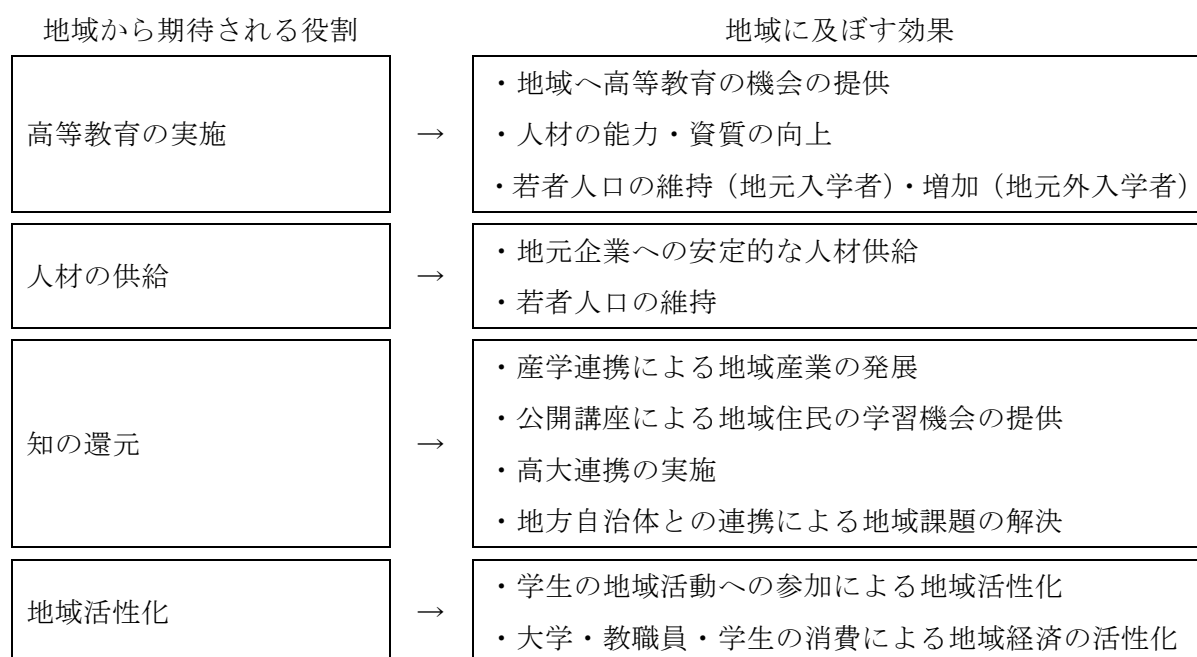 地域から期待される役割
地域に及ぼす効果
高等教育の実施
→
・地域へ高等教育の機会の提供
・人材の能力・資質の向上
・若者人口の維持（地元入学者）・増加（地元外入学者）
人材の供給
→
・地元企業への安定的な人材供給
・若者人口の維持
知の還元
→
・産学連携による地域産業の発展
・公開講座による地域住民の学習機会の提供
・高大連携の実施
・地方自治体との連携による地域課題の解決
地域活性化
→
・学生の地域活動への参加による地域活性化
・大学・教職員・学生の消費による地域経済の活性化